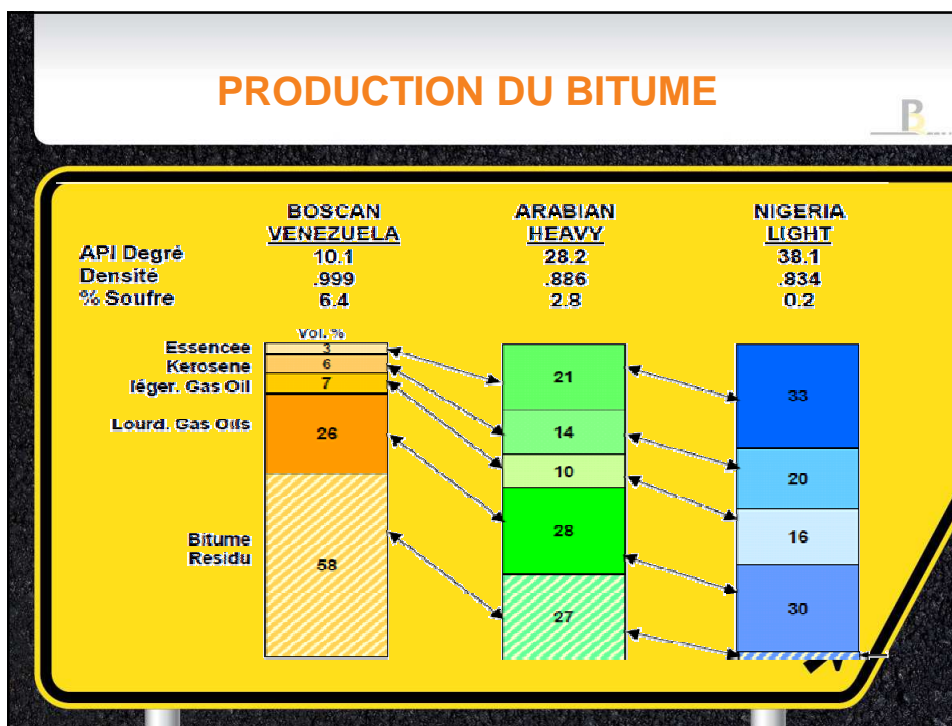 PRODUCTION DU BITUME
BOSCAN ARABIAN NIGERIA
VENEZUELA HEAVY LIGHT
API Degré 10.1 28.2 38.1
Densité .999 .886 .834
% Soufre 6.4 2.8 0.2
Vol. %
Essencee 3 21 33
Kerosene 6 14 20
léger. Gas Oil 7 10 16
Lourd. Gas Oils 26 28 30
Bitume
Residu 58 27